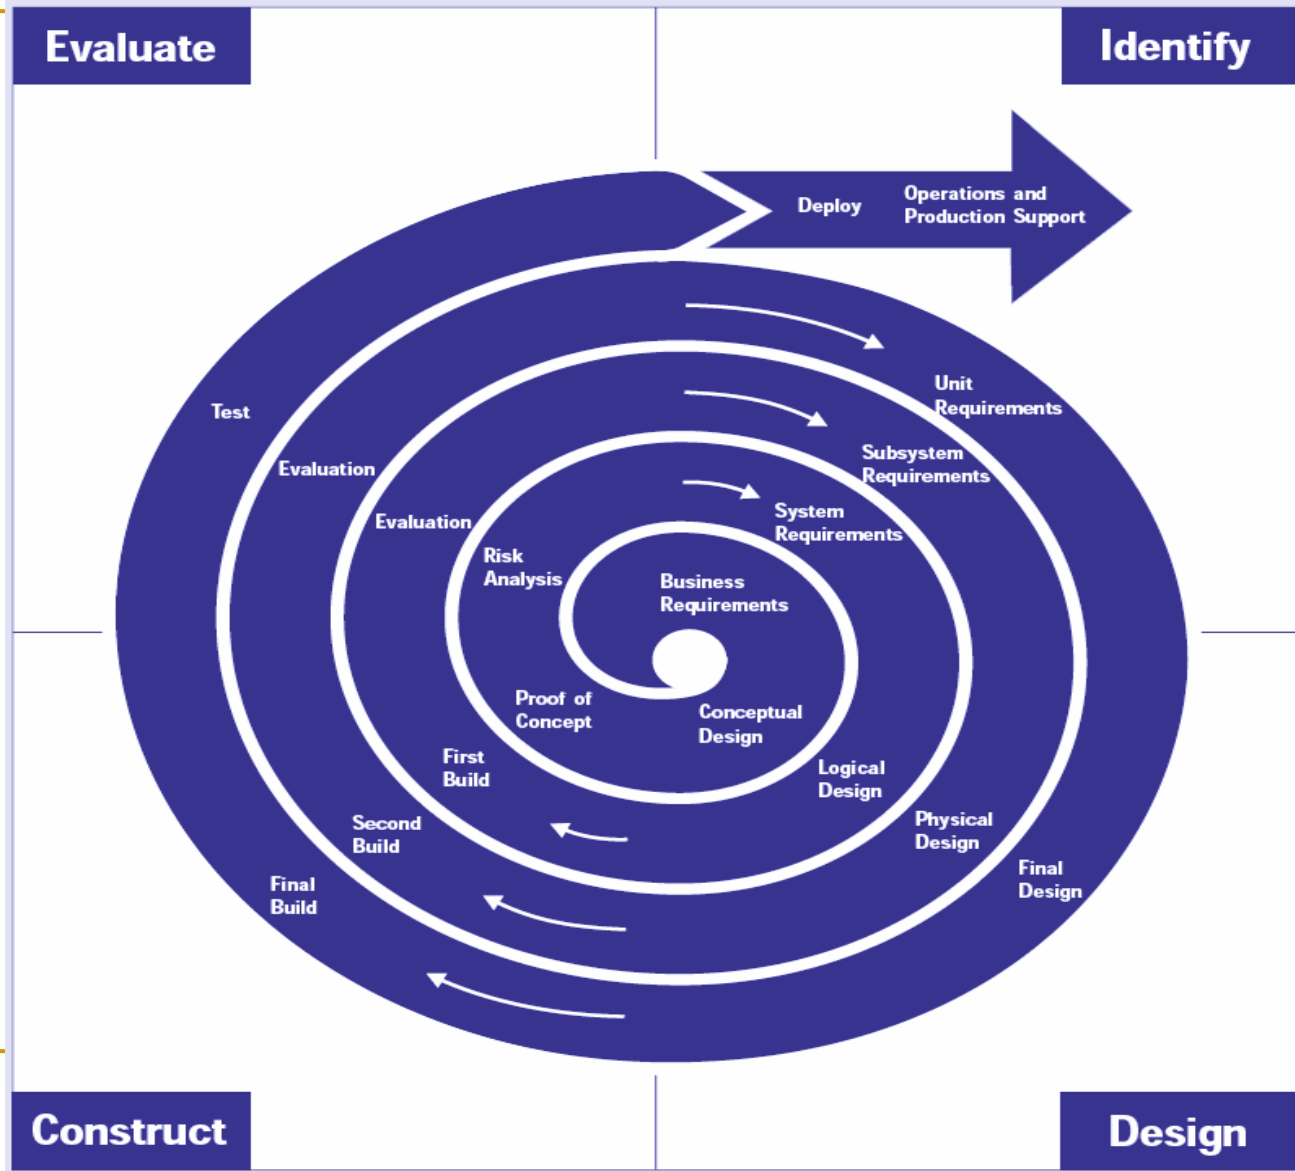 Evaluate
Identify
Deploy
Operations and
Production Support
Unit
Requirements
Subsystem
Requirements
System
Requirements
Business
Requirements
Test
Evaluation
Evaluation
Risk
Analysis
Proof of
Concept
First
Build
Second
Build
Final
Build
Conceptual
Design
Logical
Design
Physical
Design
Final
Design
Construct
Design